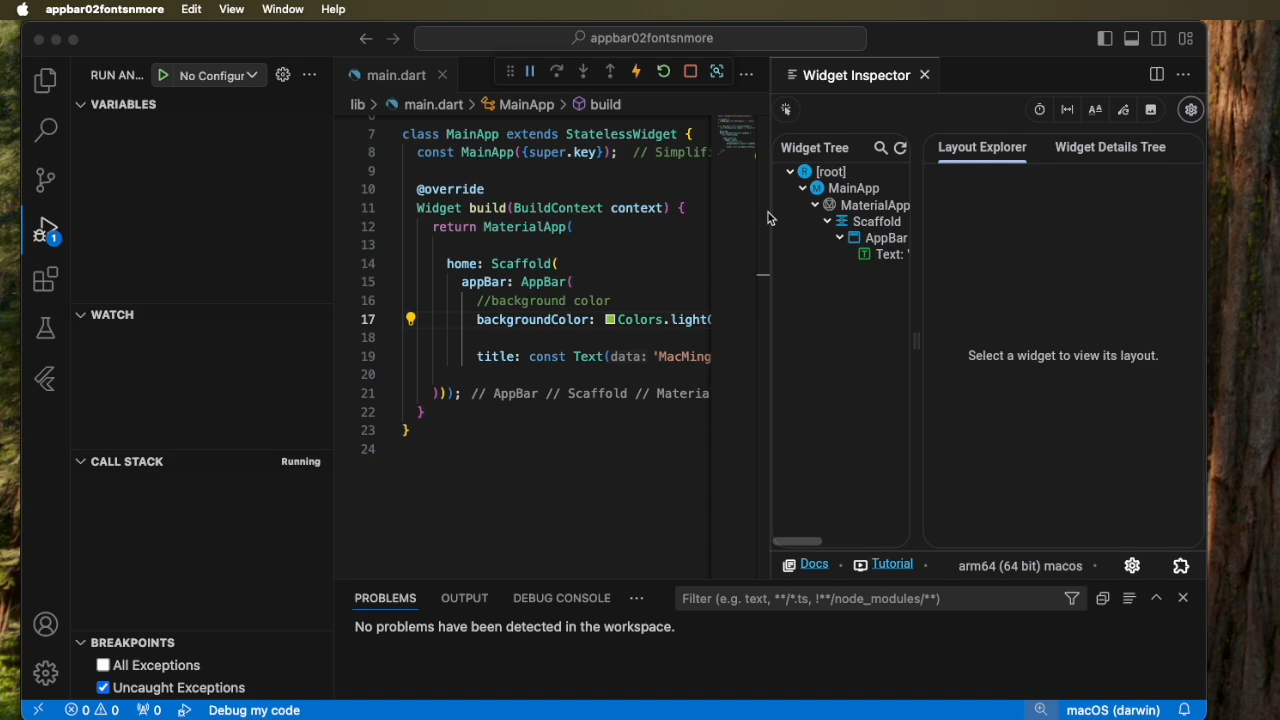 appbar02fontsnmore Edit View Window Help
appbar02fontsnmore
RUN AN... No Configur
main.dart
Widget Inspector
VARIABLES
lib > main.dart > MainApp > build
7 class MainApp extends StatelessWidget {
8 const MainApp({super.key}); // Simplifi
9
10 @override
11 Widget build(BuildContext context) {
12 return MaterialApp(
13
14 home: Scaffold(
15 appBar: AppBar(
16 //background color
17 backgroundColor: Colors.lightG
18
19 title: const Text(data: 'MacMing
20
21 ))); // AppBar // Scaffold // Materia
22 }
23 }
24
Widget Tree
[root]
MainApp
MaterialApp
Scaffold
AppBar
Text: '
Layout Explorer Widget Details Tree
Select a widget to view its layout.
WATCH
CALL STACK Running
1
Docs • Tutorial • arm64 (64 bit) macos •
PROBLEMS OUTPUT DEBUG CONSOLE ...
Filter (e.g. text, **/*.ts, !**/node_modules/**)
No problems have been detected in the workspace.
BREAKPOINTS
All Exceptions
Uncaught Exceptions
0 0 0 Debug my code macOS (darwin)